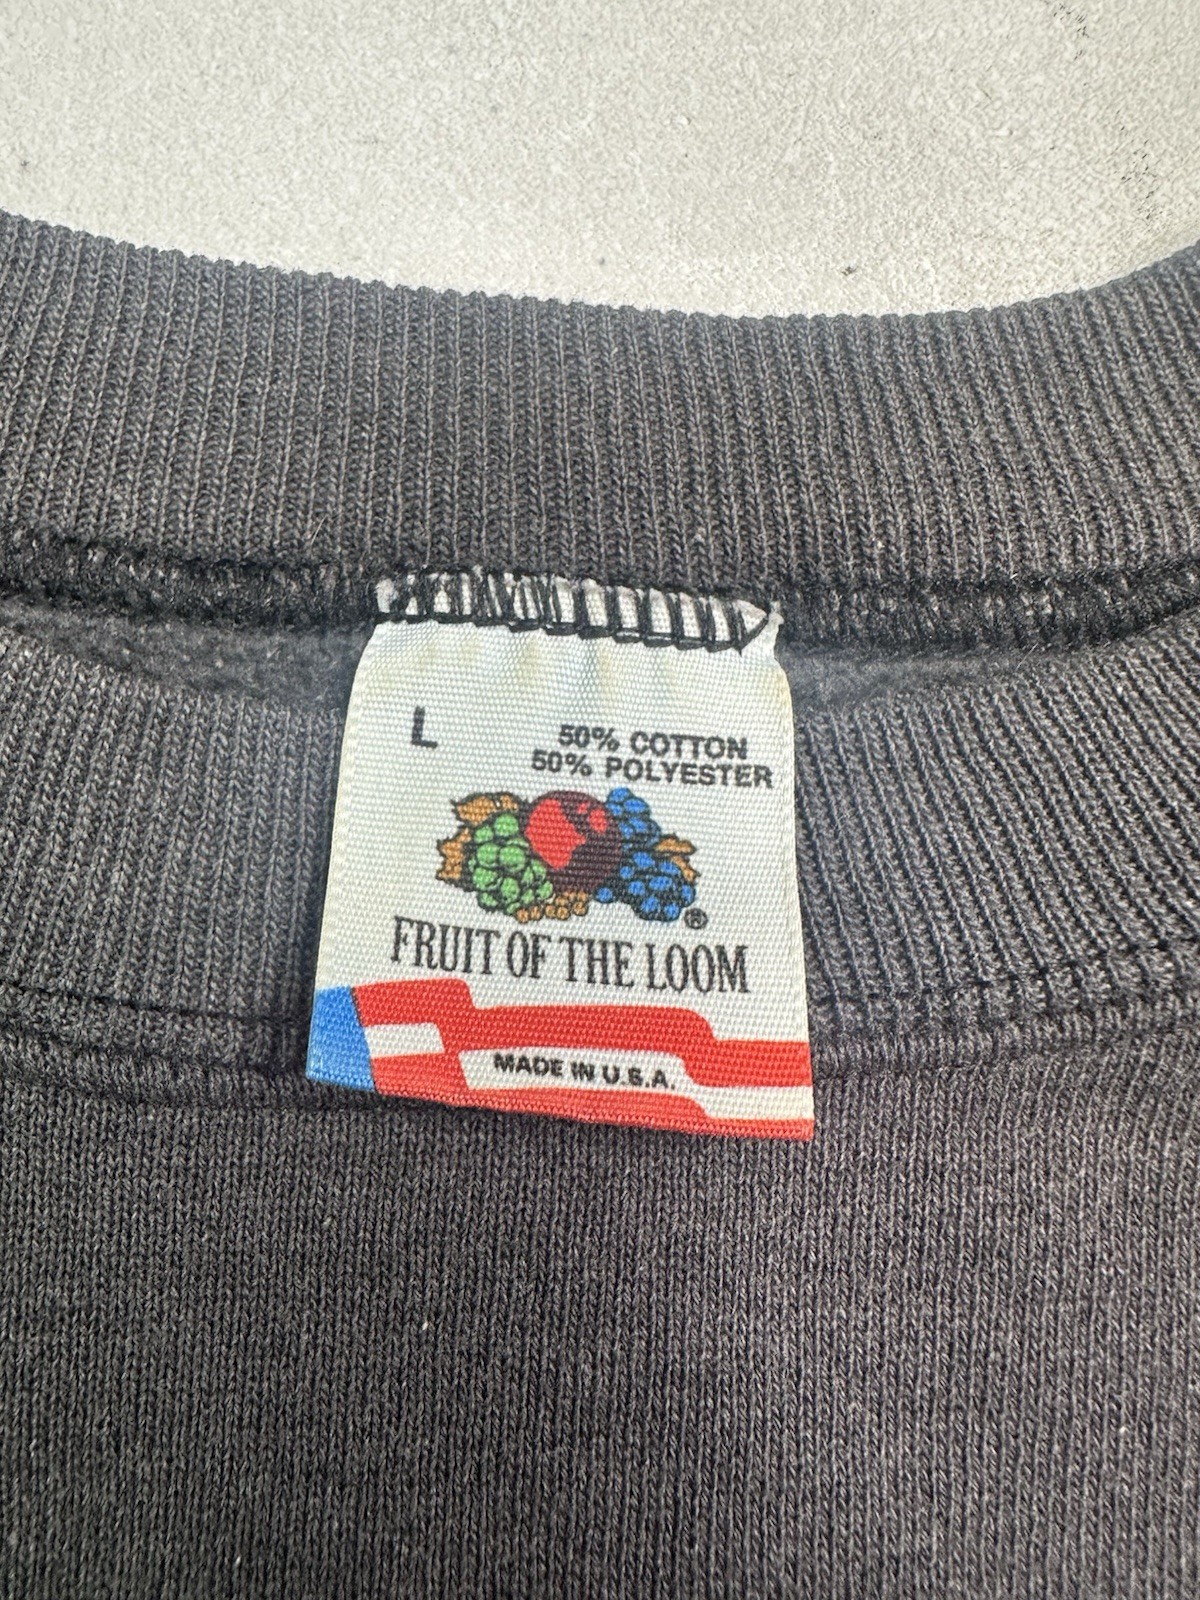 L
50% COTTON
50% POLYESTER
®
FRUIT OF THE LOOM
MADE IN U.S.A.